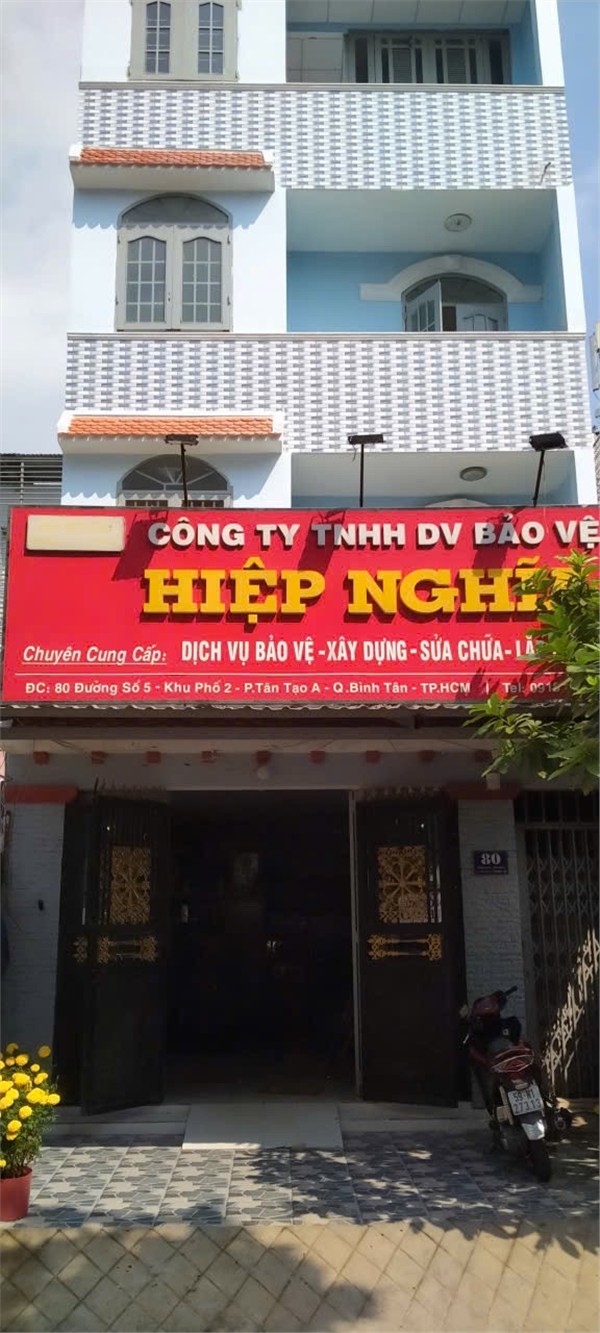 CÔNG TY TNHH DV BẢO VỆ
HIỆP NGHĨ
Chuyên Cung Cấp: DỊCH VỤ BẢO VỆ - XÂY DỰNG - SỬA CHỮA - LẮ
ĐC: 80 Đường Số 5 - Khu Phố 2 - P.Tân Tạo A - Q.Bình Tân - TP.HCM | Tel: 091
80